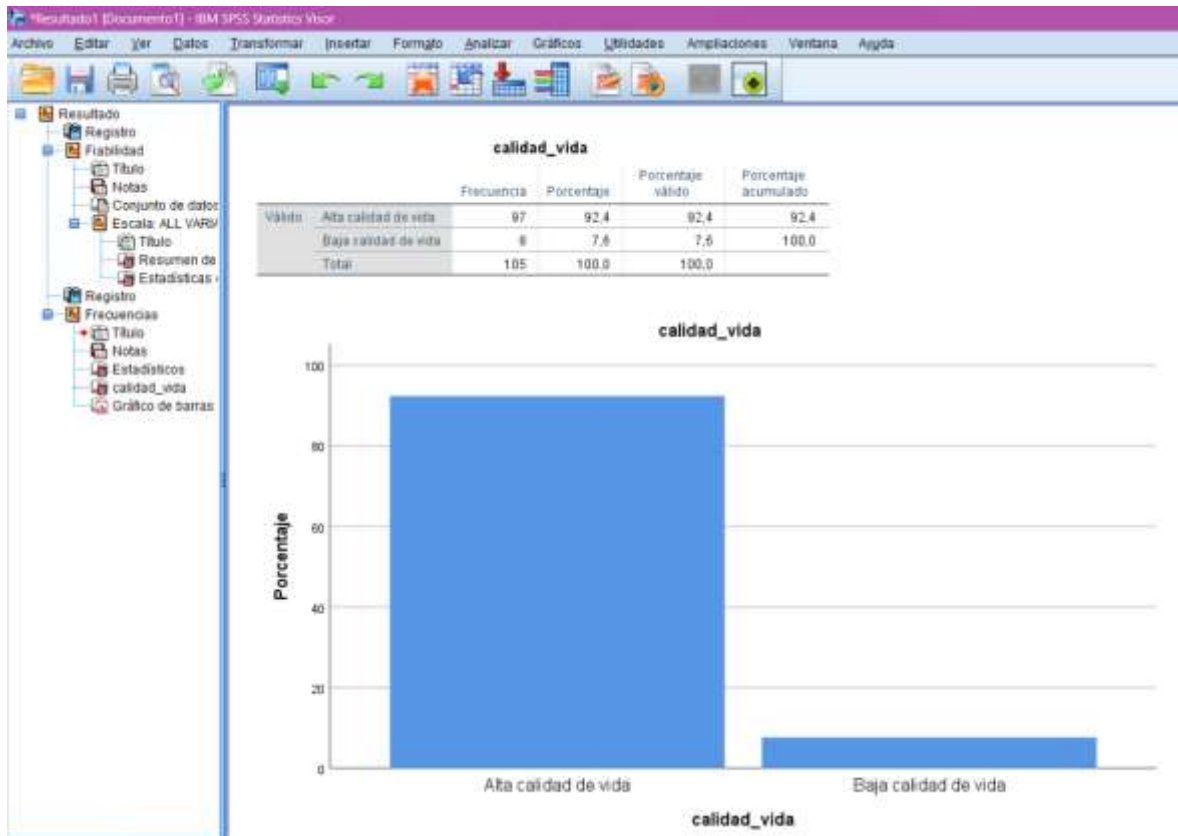 *Resultado1 [Documento1] - IBM SPSS Statistics Visor
Archivo Editar Ver Datos Transformar Insertar Formato Analizar Gráficos Utilidades Ampliaciones Ventana Ayuda
Resultado
Registro
Fiabilidad
Título
Notas
Conjunto de datos
Escala: ALL VARIA
Título
Resumen de
Estadísticas
Registro
Frecuencias
Título
Notas
Estadísticos
calidad_vida
Gráfico de barras
calidad_vida
Frecuencia Porcentaje Porcentaje válido Porcentaje acumulado
Válido Alta calidad de vida 97 92,4 92,4 92,4
Baja calidad de vida 8 7,6 7,6 100,0
Total 105 100,0 100,0
calidad_vida
Porcentaje
100
80
60
40
20
0
Alta calidad de vida Baja calidad de vida
calidad_vida